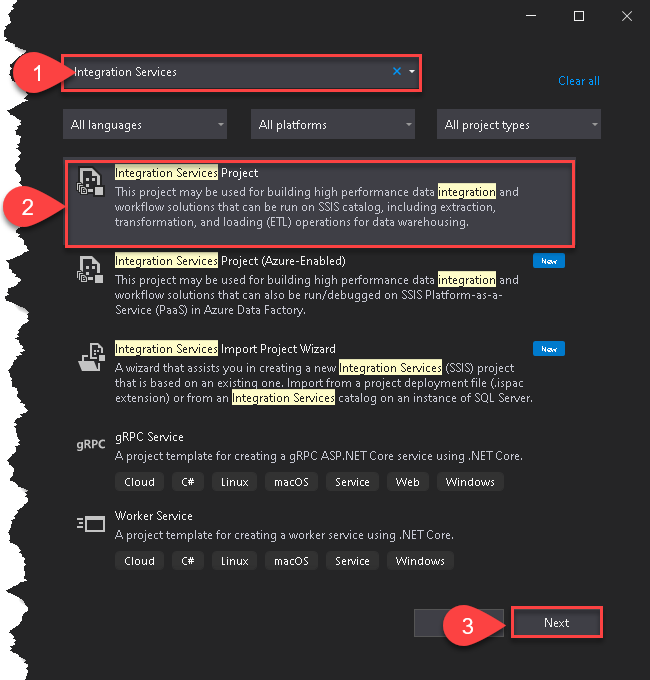 1
Integration Services
Clear all
All languages
All platforms
All project types
2
Integration Services Project
This project may be used for building high performance data integration and
workflow solutions that can be run on SSIS catalog, including extraction,
transformation, and loading (ETL) operations for data warehousing.
Integration Services Project (Azure-Enabled)
New
This project may be used for building high performance data integration and
workflow solutions that can also be run/debugged on SSIS Platform-as-a-
Service (PaaS) in Azure Data Factory.
Integration Services Import Project Wizard
New
A wizard that assists you in creating a new Integration Services (SSIS) project
that is based on an existing one. Import from a project deployment file (.ispac
extension) or from an Integration Services catalog on an instance of SQL Server.
gRPC
gRPC Service
A project template for creating a gRPC ASP.NET Core service using .NET Core.
Cloud C# Linux macOS Service Web Windows
Worker Service
A project template for creating a worker service using .NET Core.
Cloud C# Linux macOS Service Windows
3
Next